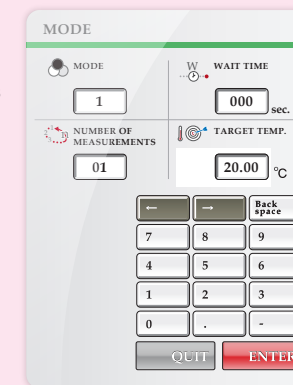 MODE
MODE
W WAIT TIME
1
000 sec.
NUMBER OF
MEASUREMENTS
TARGET TEMP.
01
20.00 °C
← → Back
space
7 8 9
4 5 6
1 2 3
0 . -
QUIT ENTER